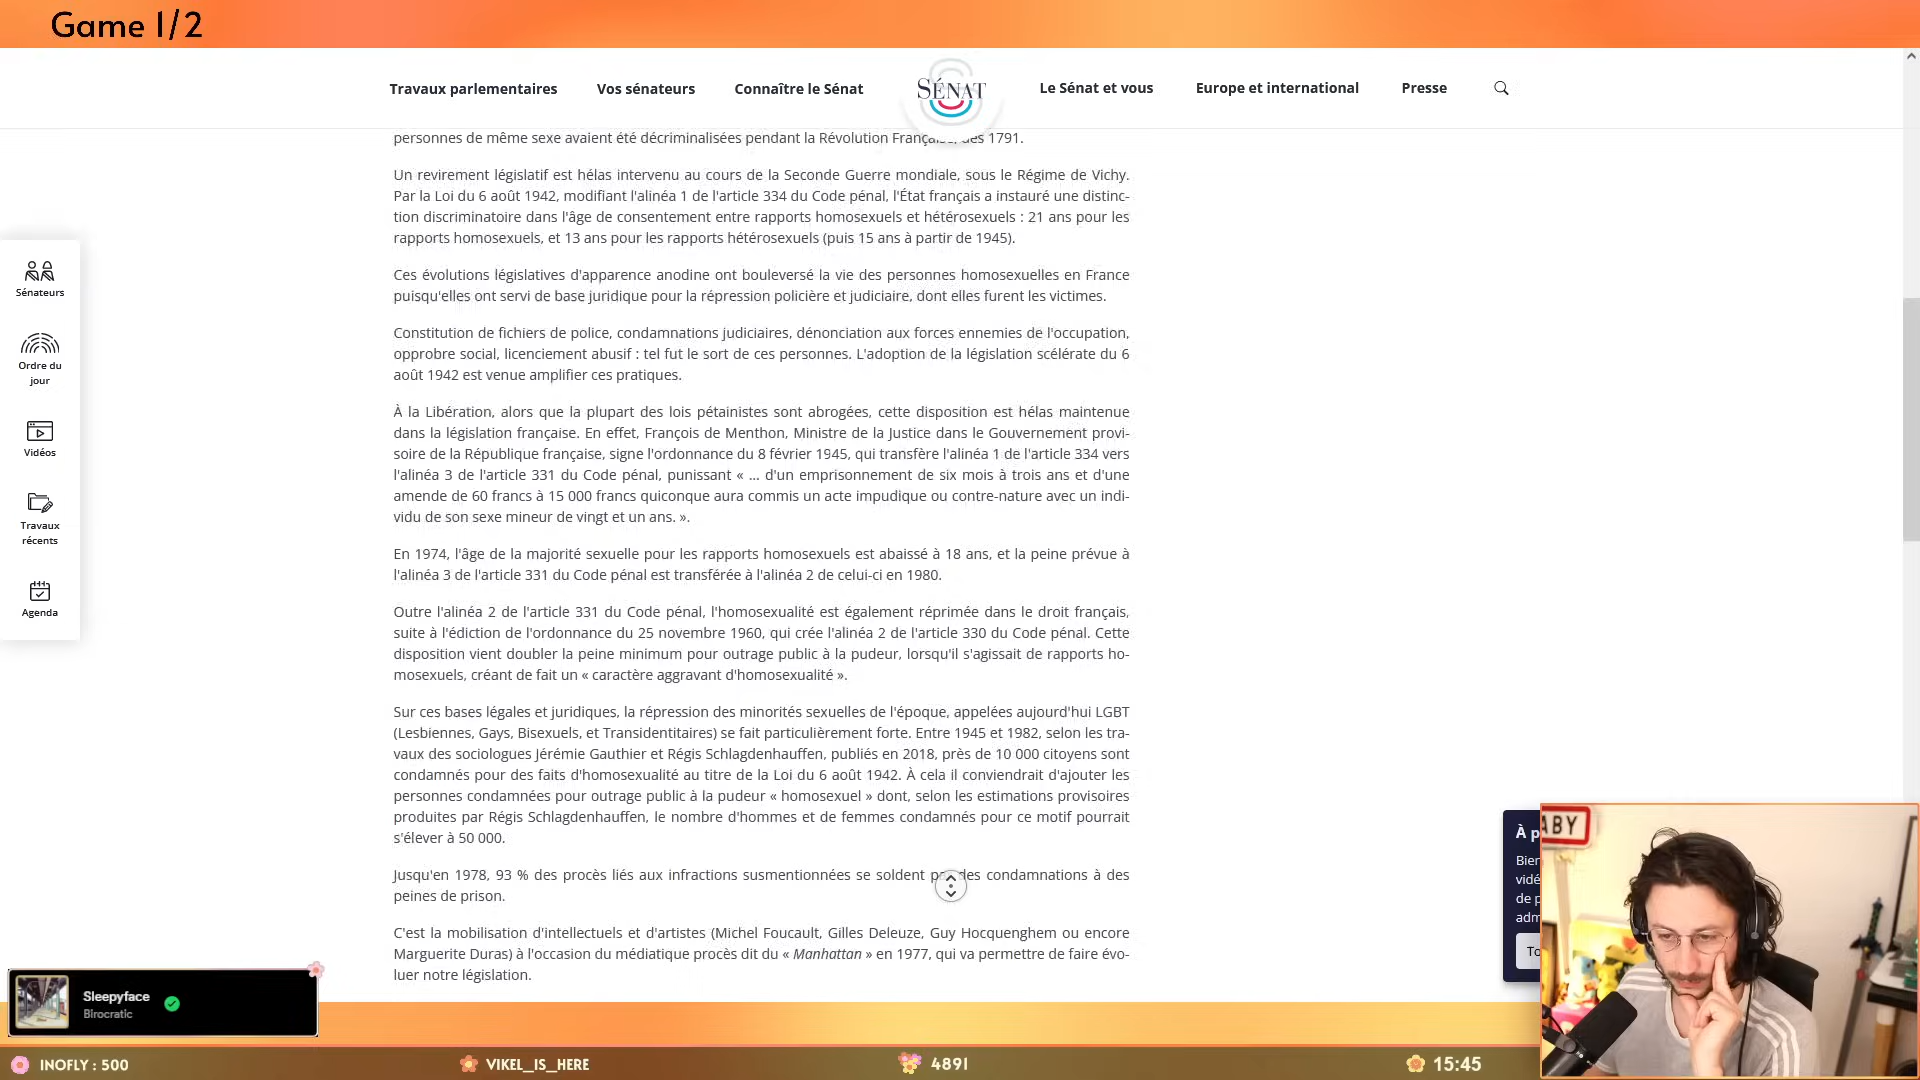 Game 1/2
Travaux parlementaires
Vos sénateurs
Connaître le Sénat
SÉNAT
Le Sénat et vous
Europe et international
Presse
personnes de même sexe avaient été décriminalisées pendant la Révolution Française, dès 1791.
Un revirement législatif est hélas intervenu au cours de la Seconde Guerre mondiale, sous le Régime de Vichy.
Par la Loi du 6 août 1942, modifiant l'alinéa 1 de l'article 334 du Code pénal, l'État français a instauré une distinc-
tion discriminatoire dans l'âge de consentement entre rapports homosexuels et hétérosexuels : 21 ans pour les
rapports homosexuels, et 13 ans pour les rapports hétérosexuels (puis 15 ans à partir de 1945).
Ces évolutions législatives d'apparence anodine ont bouleversé la vie des personnes homosexuelles en France
puisqu'elles ont servi de base juridique pour la répression policière et judiciaire, dont elles furent les victimes.
Constitution de fichiers de police, condamnations judiciaires, dénonciation aux forces ennemies de l'occupation,
opprobre social, licenciement abusif : tel fut le sort de ces personnes. L'adoption de la législation scélérate du 6
août 1942 est venue amplifier ces pratiques.
À la Libération, alors que la plupart des lois pétainistes sont abrogées, cette disposition est hélas maintenue
dans la législation française. En effet, François de Menthon, Ministre de la Justice dans le Gouvernement provi-
soire de la République française, signe l'ordonnance du 8 février 1945, qui transfère l'alinéa 1 de l'article 334 vers
l'alinéa 3 de l'article 331 du Code pénal, punissant « ... d'un emprisonnement de six mois à trois ans et d'une
amende de 60 francs à 15 000 francs quiconque aura commis un acte impudique ou contre-nature avec un indi-
vidu de son sexe mineur de vingt et un ans. ».
En 1974, l'âge de la majorité sexuelle pour les rapports homosexuels est abaissé à 18 ans, et la peine prévue à
l'alinéa 3 de l'article 331 du Code pénal est transférée à l'alinéa 2 de celui-ci en 1980.
Outre l'alinéa 2 de l'article 331 du Code pénal, l'homosexualité est également réprimée dans le droit français,
suite à l'édiction de l'ordonnance du 25 novembre 1960, qui crée l'alinéa 2 de l'article 330 du Code pénal. Cette
disposition vient doubler la peine minimum pour outrage public à la pudeur, lorsqu'il s'agissait de rapports ho-
mosexuels, créant de fait un « caractère aggravant d'homosexualité ».
Sur ces bases légales et juridiques, la répression des minorités sexuelles de l'époque, appelées aujourd'hui LGBT
(Lesbiennes, Gays, Bisexuels, et Transidentitaires) se fait particulièrement forte. Entre 1945 et 1982, selon les tra-
vaux des sociologues Jérémie Gauthier et Régis Schlagdenhauffen, publiés en 2018, près de 10 000 citoyens sont
condamnés pour des faits d'homosexualité au titre de la Loi du 6 août 1942. À cela il conviendrait d'ajouter les
personnes condamnées pour outrage public à la pudeur « homosexuel » dont, selon les estimations provisoires
produites par Régis Schlagdenhauffen, le nombre d'hommes et de femmes condamnés pour ce motif pourrait
s'élever à 50 000.
Jusqu'en 1978, 93 % des procès liés aux infractions susmentionnées se soldent par des condamnations à des
peines de prison.
C'est la mobilisation d'intellectuels et d'artistes (Michel Foucault, Gilles Deleuze, Guy Hocquenghem ou encore
Marguerite Duras) à l'occasion du médiatique procès dit du « Manhattan » en 1977, qui va permettre de faire évo-
luer notre législation.
Sénateurs
Ordre du
jour
Vidéos
Travaux
récents
Agenda
À p
Bien
vidé
de p
adm
To
ABY
Sleepyface
Birocratic
INOFLY : 500
VIKEL_IS_HERE
4891
15:45